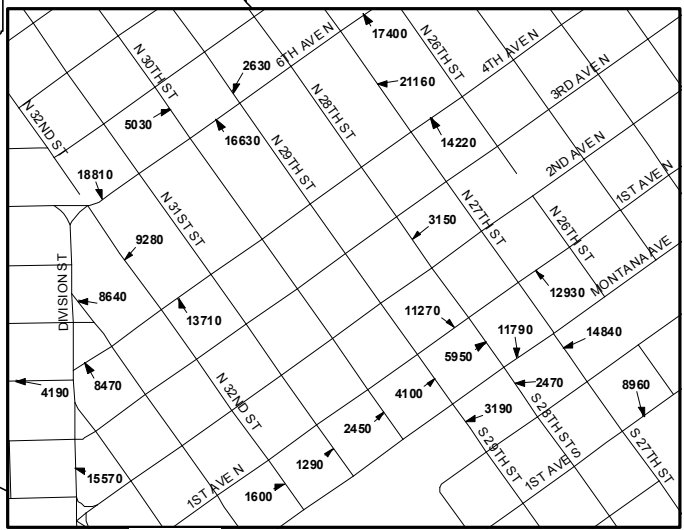 17400
N 26TH ST
6TH AVE N
N 30TH ST
2630
4TH AVE N
21160
3RD AVE N
N 28TH ST
5030
N 32ND ST
16630
14220
N 29TH ST
2ND AVE N
18810
1ST AVE N
N 31ST ST
N 27TH ST
3150
N 26TH ST
9280
MONTANA AVE
DIVISION ST
8640
12930
13710
11270
11790
14840
5950
8470
4190
4100
2470
8960
N 32ND ST
3190
2450
S 28TH ST S
S 29TH ST
S 27TH ST
1290
15570
1ST AVE N
1600
1ST AVE S